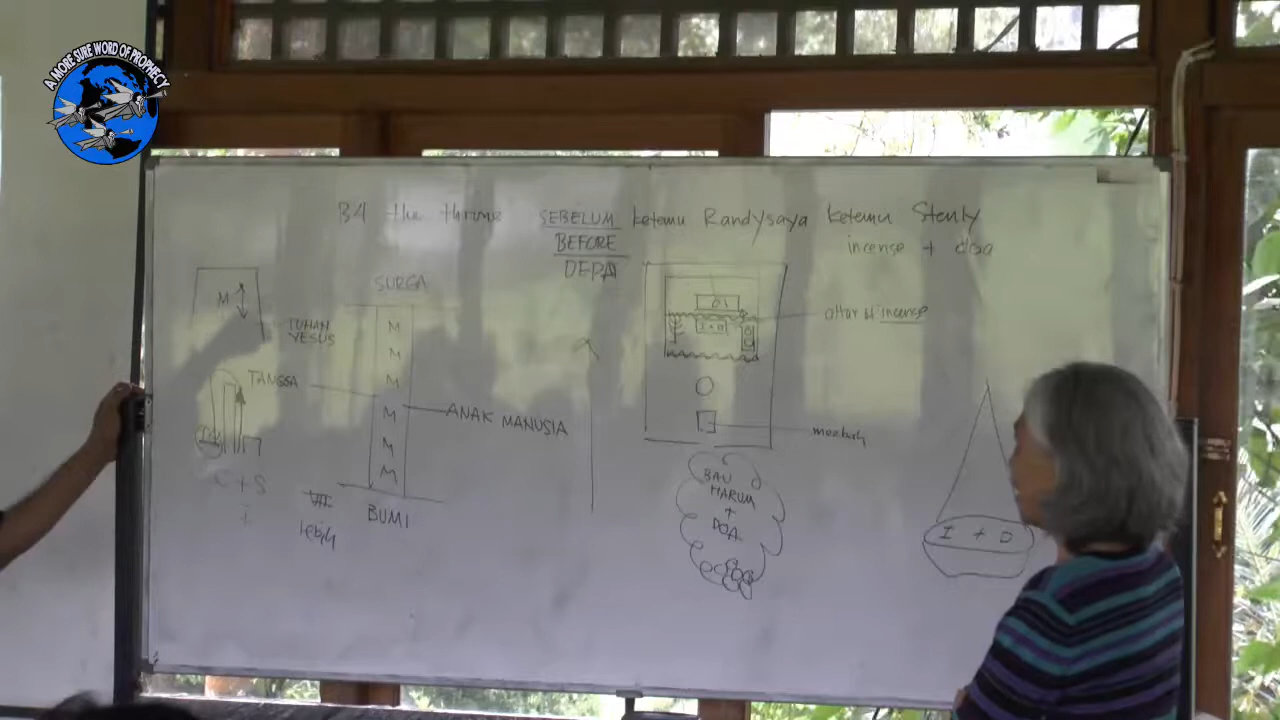 A MORE SURE WORD OF PROPHECY
B4 the throne SEBELUM ketemu Randy saya ketemu Stenly
BEFORE
DEPAN
incense + doa
SURGA
M
TUHAN
YESUS
TANGGA
M
M
M
M
M
M
ANAK MANUSIA
BUMI
C + S
lebih
I + D
altar of incense
mezbah
BAU
HARUM
+
DOA
I + D